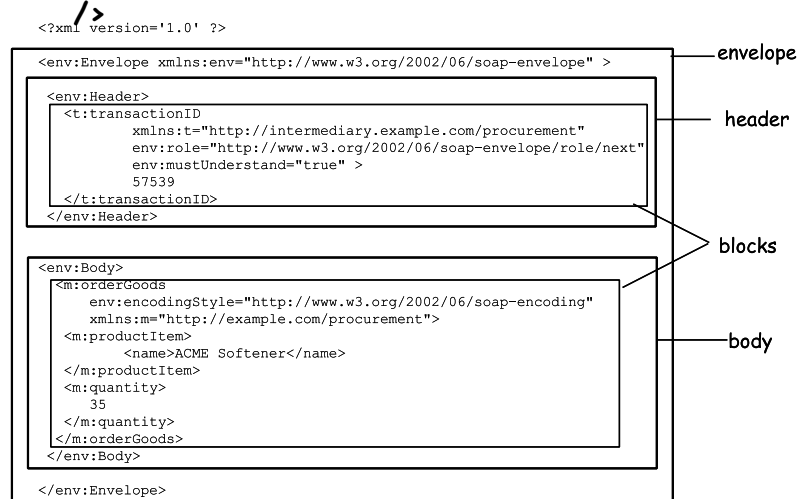 />
<?xml version='1.0' ?>
<env:Envelope xmlns:env="http://www.w3.org/2002/06/soap-envelope" >
envelope
<env:Header>
<t:transactionID
xmlns:t="http://intermediary.example.com/procurement"
header
env:role="http://www.w3.org/2002/06/soap-envelope/role/next"
env:mustUnderstand="true" >
57539
</t:transactionID>
</env:Header>
blocks
<env:Body>
<m:orderGoods
env:encodingStyle="http://www.w3.org/2002/06/soap-encoding"
xmlns:m="http://example.com/procurement">
<m:productItem>
body
<name>ACME Softener</name>
</m:productItem>
<m:quantity>
35
</m:quantity>
</m:orderGoods>
</env:Body>
</env:Envelope>